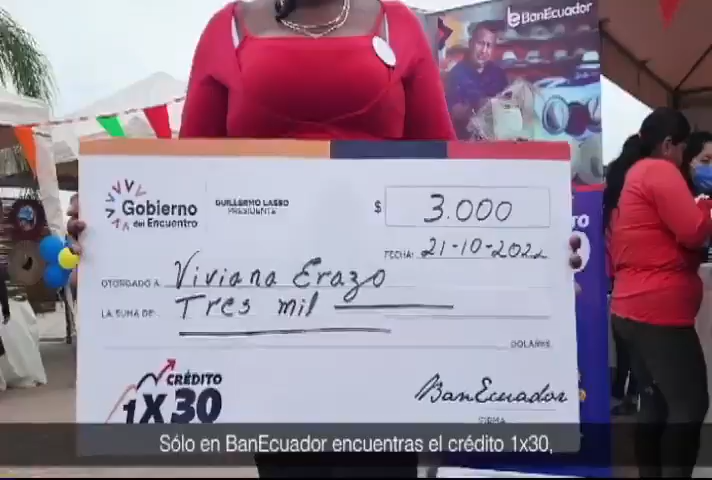 BanEcuador
Gobierno
del Encuentro
GUILLERMO LASSO
PRESIDENTE
$ 3.000
FECHA: 21-10-2022
OTORGADO A: Viviana Erazo
LA SUMA DE: Tres mil
DOLARES
CRÉDITO
1X30
BanEcuador
FIRMA
Sólo en BanEcuador encuentras el crédito 1x30,